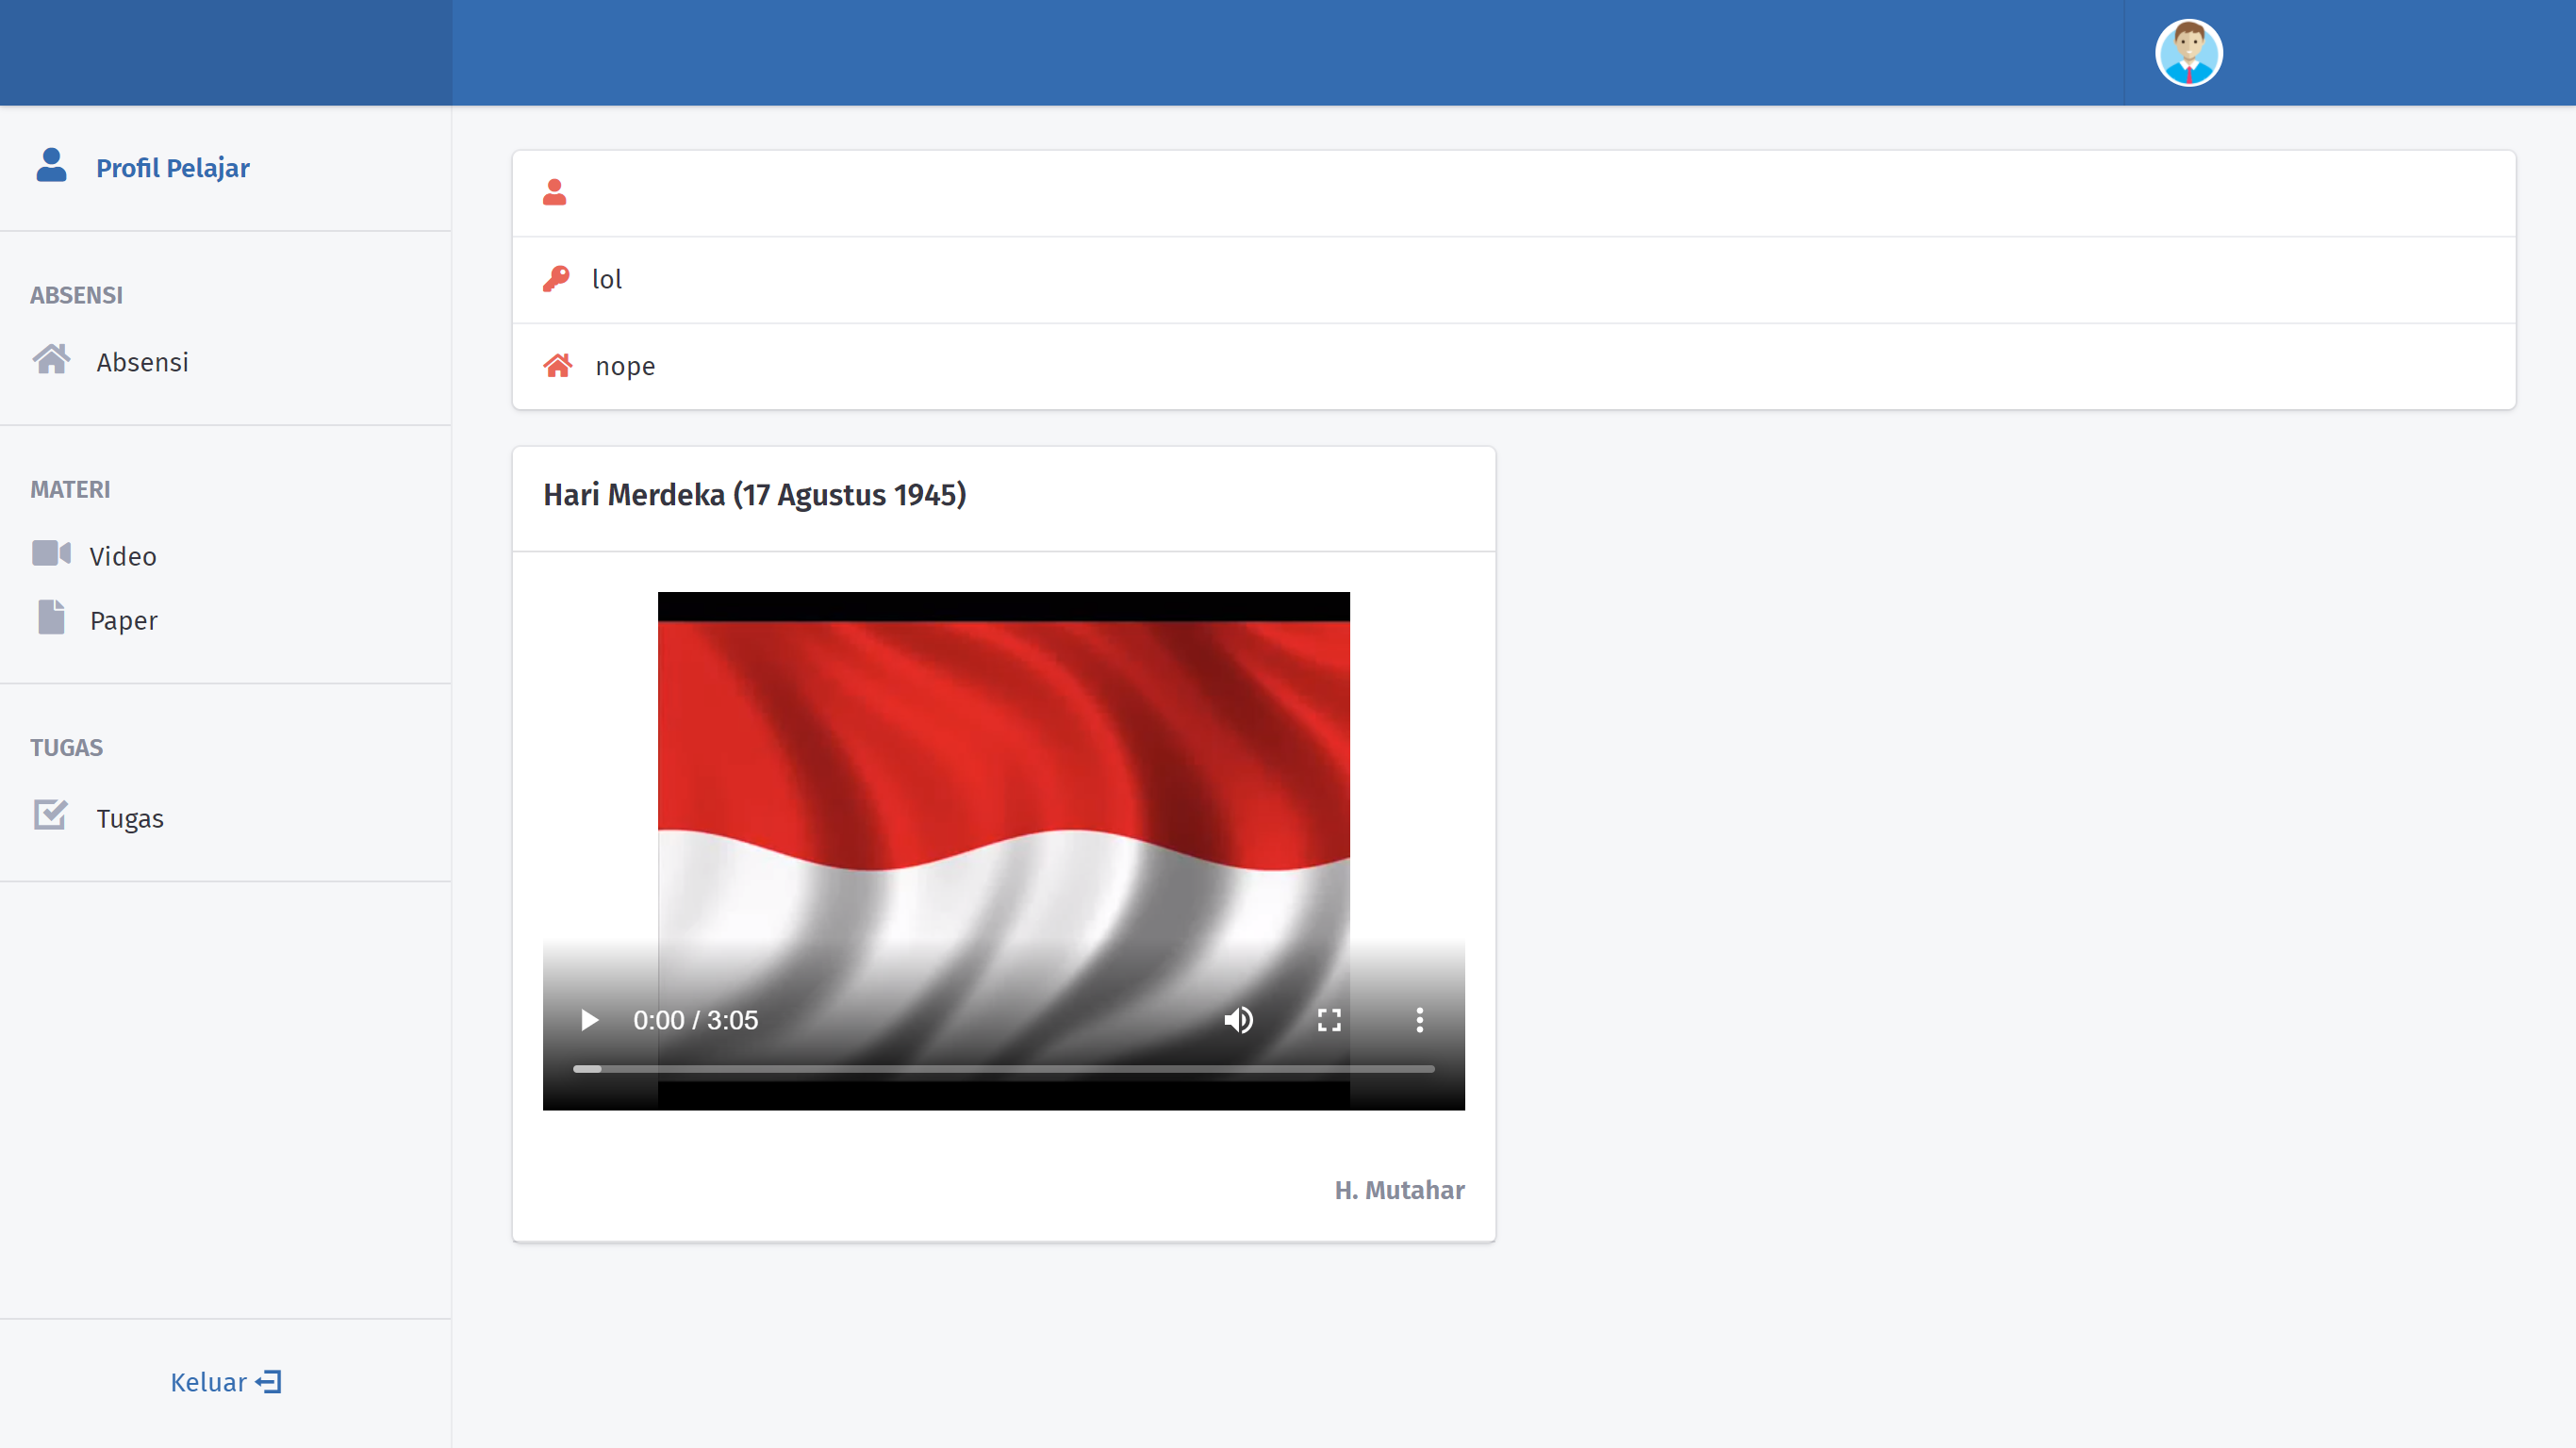 Profil Pelajar
ABSENSI
Absensi
MATERI
Video
Paper
TUGAS
Tugas
Keluar
lol
nope
Hari Merdeka (17 Agustus 1945)
0:00 / 3:05
H. Mutahar